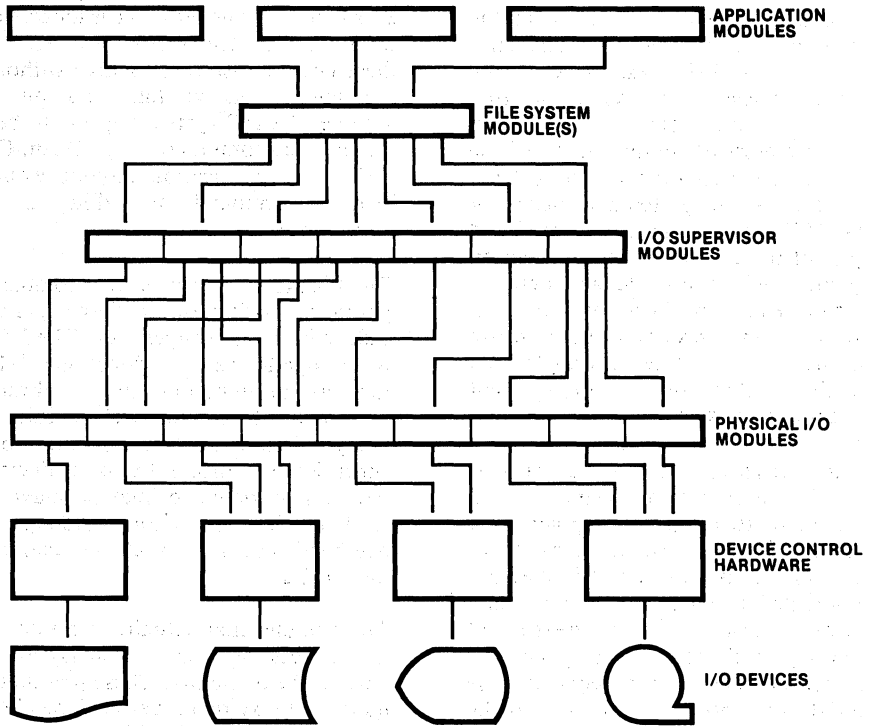 APPLICATION
MODULES
FILE SYSTEM
MODULE(S)
I/O SUPERVISOR
MODULES
PHYSICAL I/O
MODULES
DEVICE CONTROL
HARDWARE
I/O DEVICES